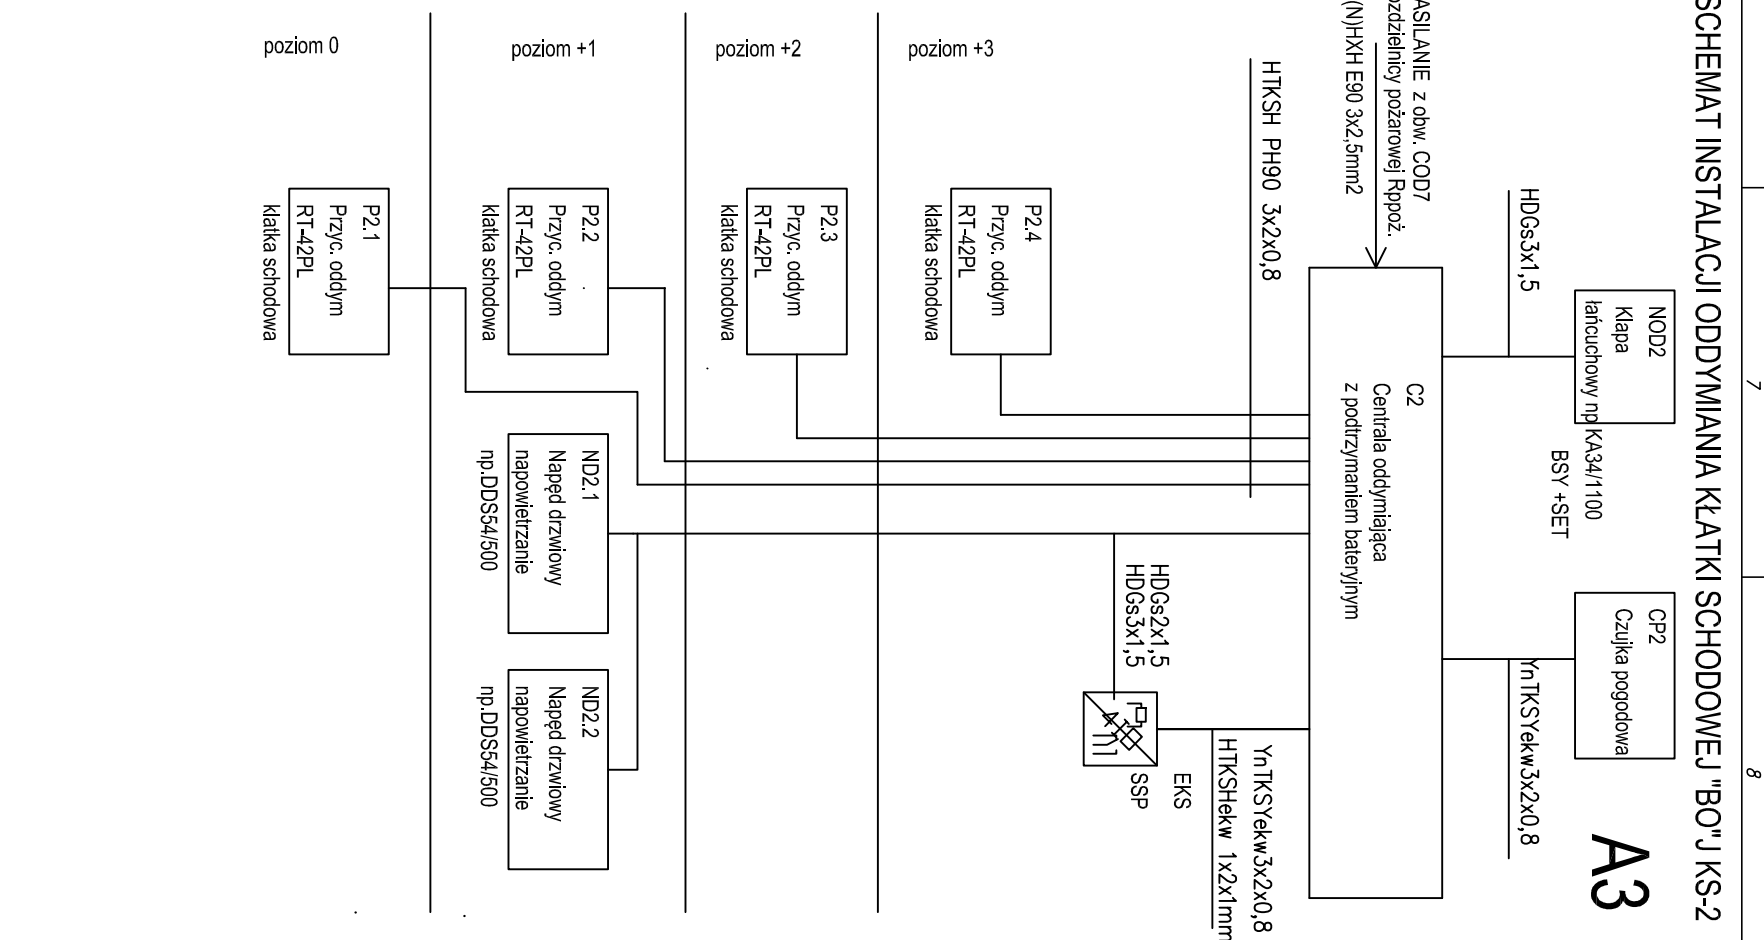 SCHEMAT INSTALACJI ODDYMIANIA KŁATKI SCHODOWEJ "BO"J KS-2
7
8
A3
NOD2
Klapa
łańcuchowy np KA34/1100
BSY +SET
CP2
Czujka pogodowa
HDGs3x1,5
YnTKSYekw3x2x0,8
ASILANIE z obw. COD7
ozdzielnicy pożarowej Rppoż.
(N)HXH E90 3x2,5mm2
C2
Centrala oddymiająca
z podtrzymaniem bateryjnym
HTKSH PH90 3x2x0,8
YnTKSYekw3x2x0,8
HTKSHekw 1x2x1mm
EKS
SSP
HDGs2x1,5
HDGs3x1,5
poziom +3
P2.4
Przyc. oddym
RT-42PL
klatka schodowa
poziom +2
P2.3
Przyc. oddym
RT-42PL
klatka schodowa
poziom +1
P2.2
Przyc. oddym
RT-42PL
klatka schodowa
ND2.1
Napęd drzwiowy
napowietrzanie
np.DDS54/500
ND2.2
Napęd drzwiowy
napowietrzanie
np.DDS54/500
poziom 0
P2.1
Przyc. oddym
RT-42PL
klatka schodowa